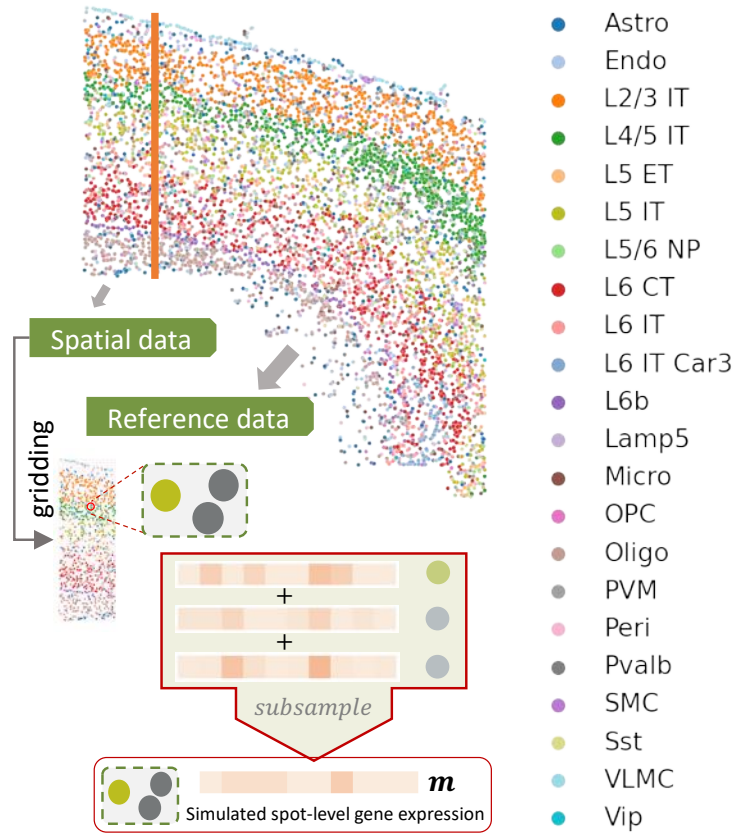 Astro
Endo
L2/3 IT
L4/5 IT
L5 ET
L5 IT
L5/6 NP
L6 CT
L6 IT
L6 IT Car3
L6b
Lamp5
Micro
OPC
Oligo
PVM
Peri
Pvalb
SMC
Sst
VLMC
Vip
Spatial data
Reference data
gridding
+
+
subsample
m
Simulated spot-level gene expression